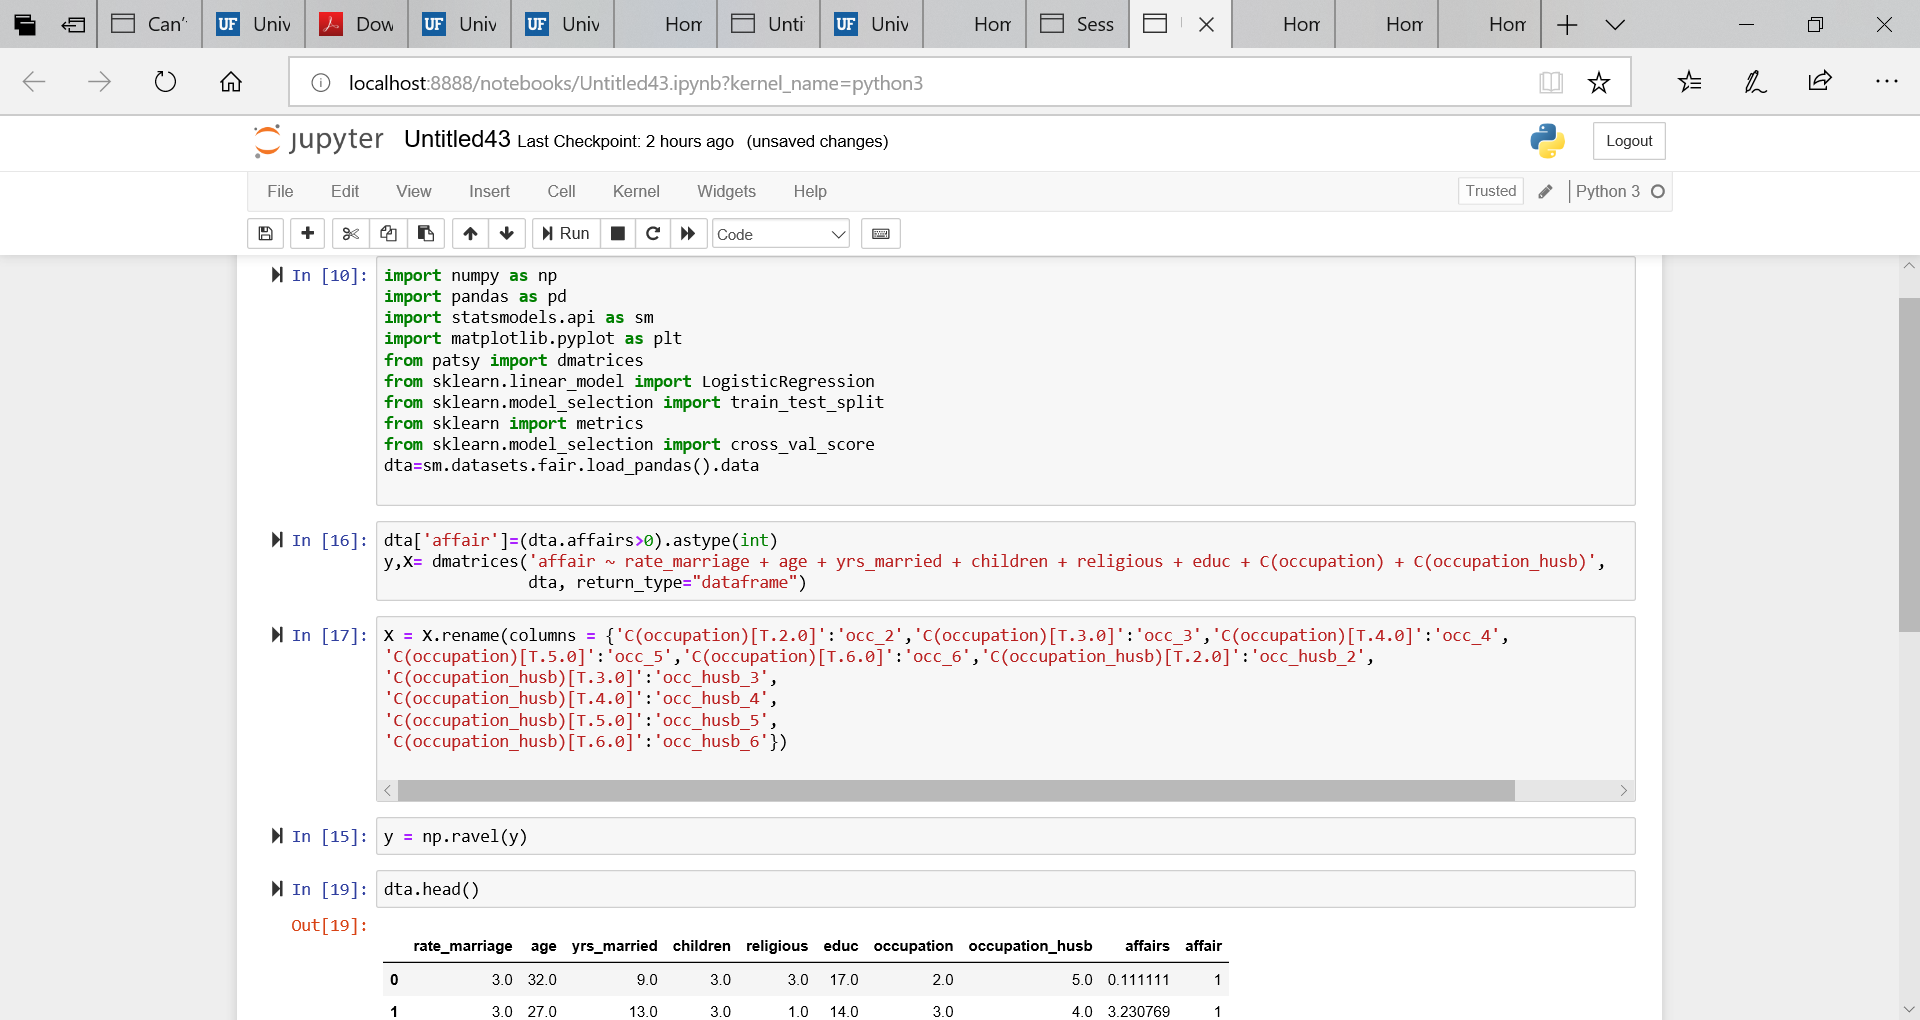 Can'
UF Univ
Dow
UF Univ
UF Univ
Hom
Unti
UF Univ
Hom
Sess
Hom
Hom
Hom
localhost:8888/notebooks/Untitled43.ipynb?kernel_name=python3
jupyter Untitled43 Last Checkpoint: 2 hours ago (unsaved changes)
Logout
File Edit View Insert Cell Kernel Widgets Help
Trusted Python 3
Run Code
In [10]:
import numpy as np
import pandas as pd
import statsmodels.api as sm
import matplotlib.pyplot as plt
from patsy import dmatrices
from sklearn.linear_model import LogisticRegression
from sklearn.model_selection import train_test_split
from sklearn import metrics
from sklearn.model_selection import cross_val_score
dta=sm.datasets.fair.load_pandas().data
In [16]:
dta['affair']=(dta.affairs>0).astype(int)
y,X= dmatrices('affair ~ rate_marriage + age + yrs_married + children + religious + educ + C(occupation) + C(occupation_husb)',
dta, return_type="dataframe")
In [17]:
X = X.rename(columns = {'C(occupation)[T.2.0]':'occ_2','C(occupation)[T.3.0]':'occ_3','C(occupation)[T.4.0]':'occ_4',
'C(occupation)[T.5.0]':'occ_5','C(occupation)[T.6.0]':'occ_6','C(occupation_husb)[T.2.0]':'occ_husb_2',
'C(occupation_husb)[T.3.0]':'occ_husb_3',
'C(occupation_husb)[T.4.0]':'occ_husb_4',
'C(occupation_husb)[T.5.0]':'occ_husb_5',
'C(occupation_husb)[T.6.0]':'occ_husb_6'})
In [15]:
y = np.ravel(y)
In [19]:
dta.head()
Out[19]:
rate_marriage age yrs_married children religious educ occupation occupation_husb affairs affair
0 3.0 32.0 9.0 3.0 3.0 17.0 2.0 5.0 0.111111 1
1 3.0 27.0 13.0 3.0 1.0 14.0 3.0 4.0 3.230769 1